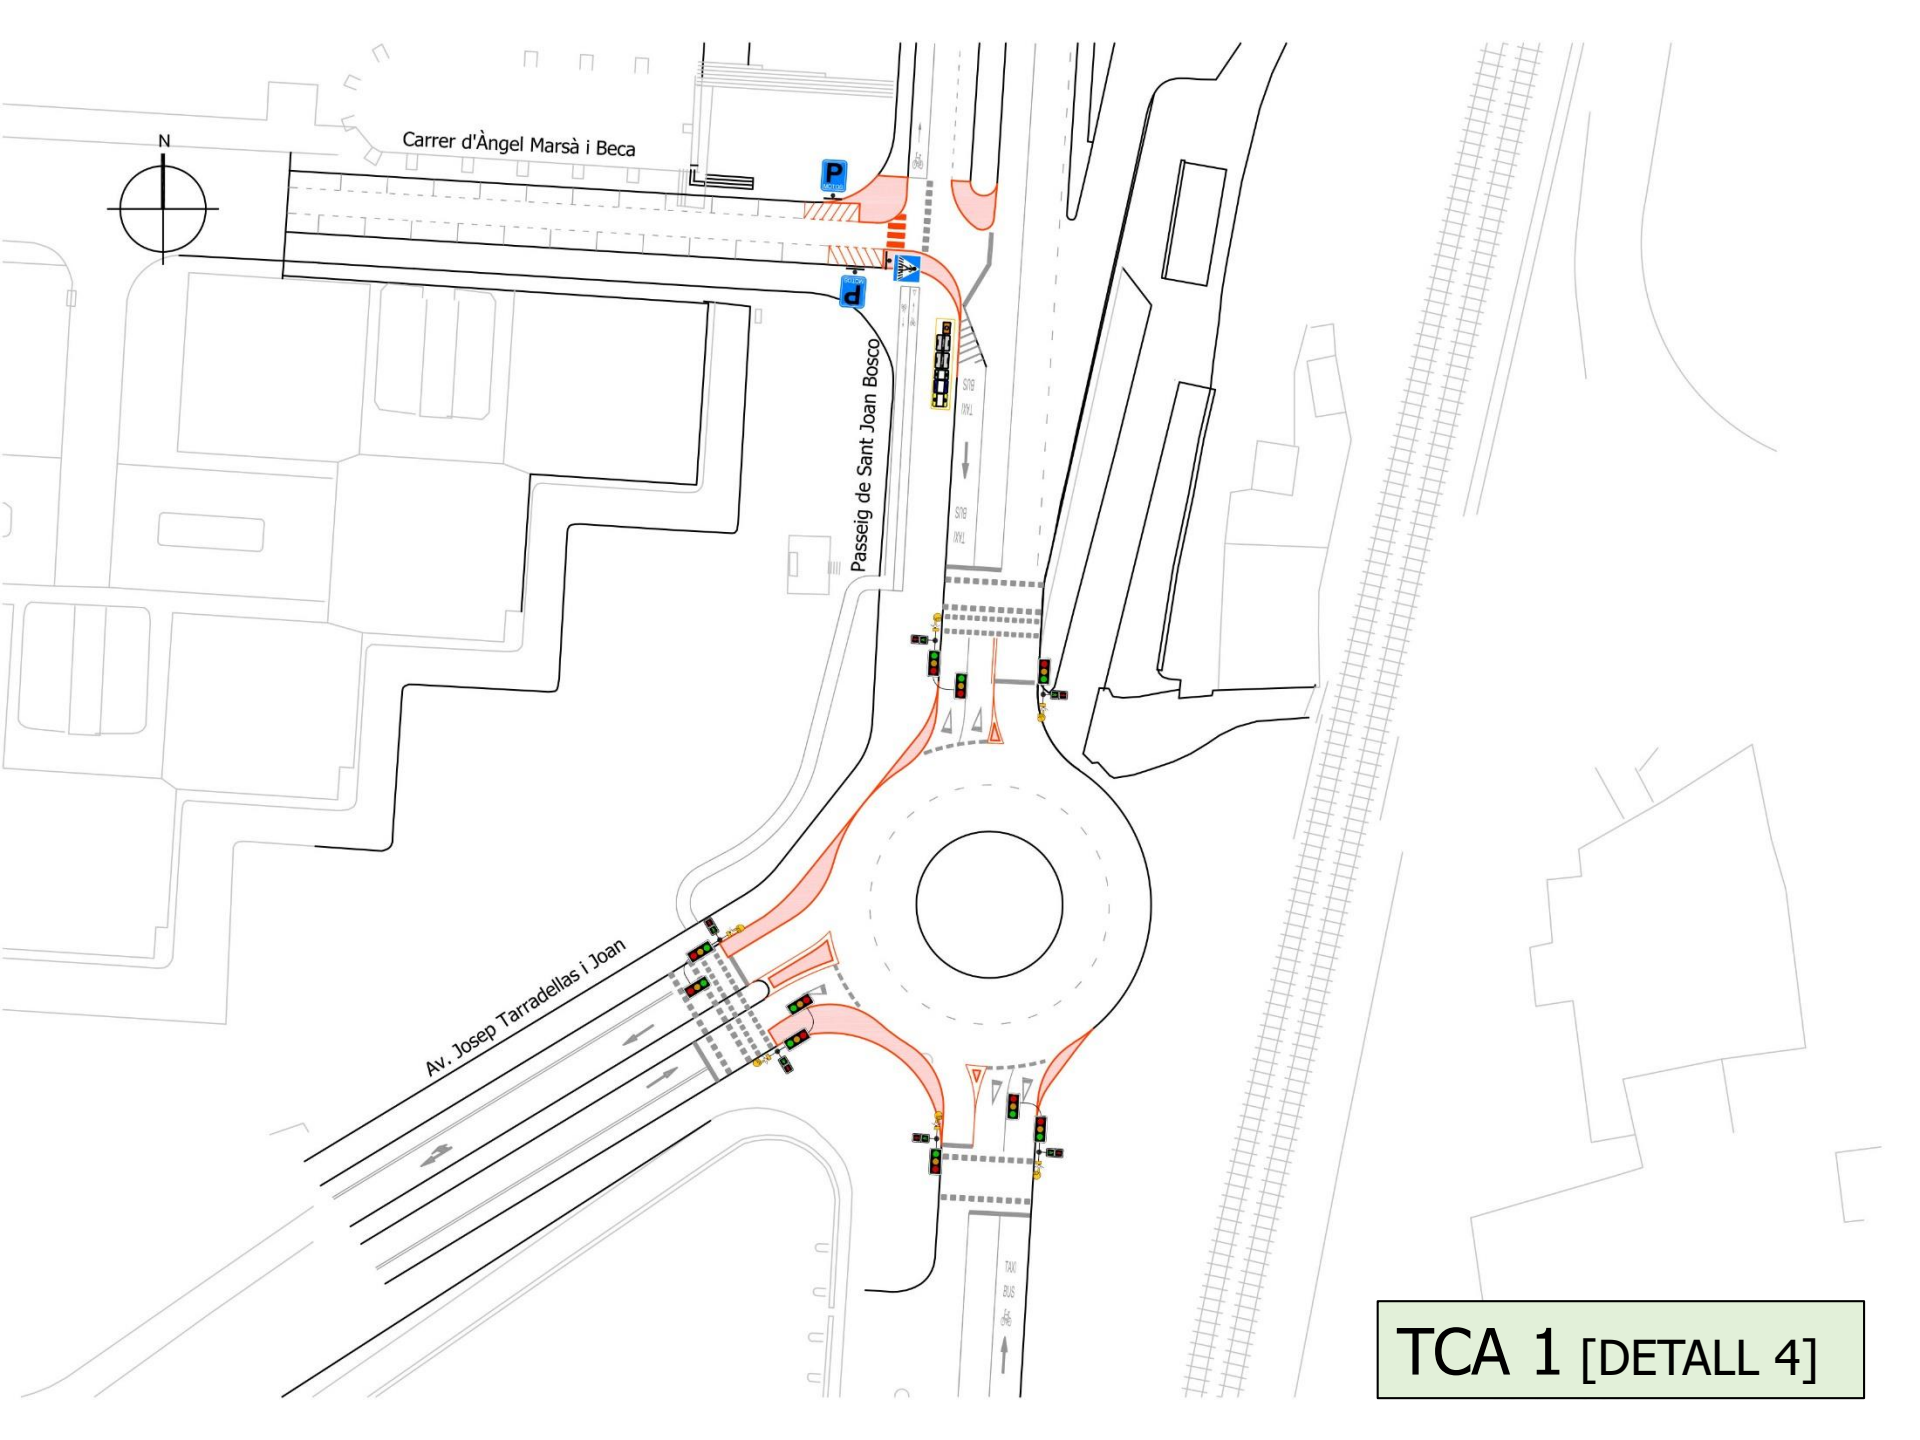 N
Carrer d'Àngel Marsà i Beca
P
MOTOS
P
MOTOS
Passeig de Sant Joan Bosco
BUS
TAXI
BUS
TAXI
Av. Josep Tarradellas i Joan
TAXI
BUS
TCA 1 [DETALL 4]